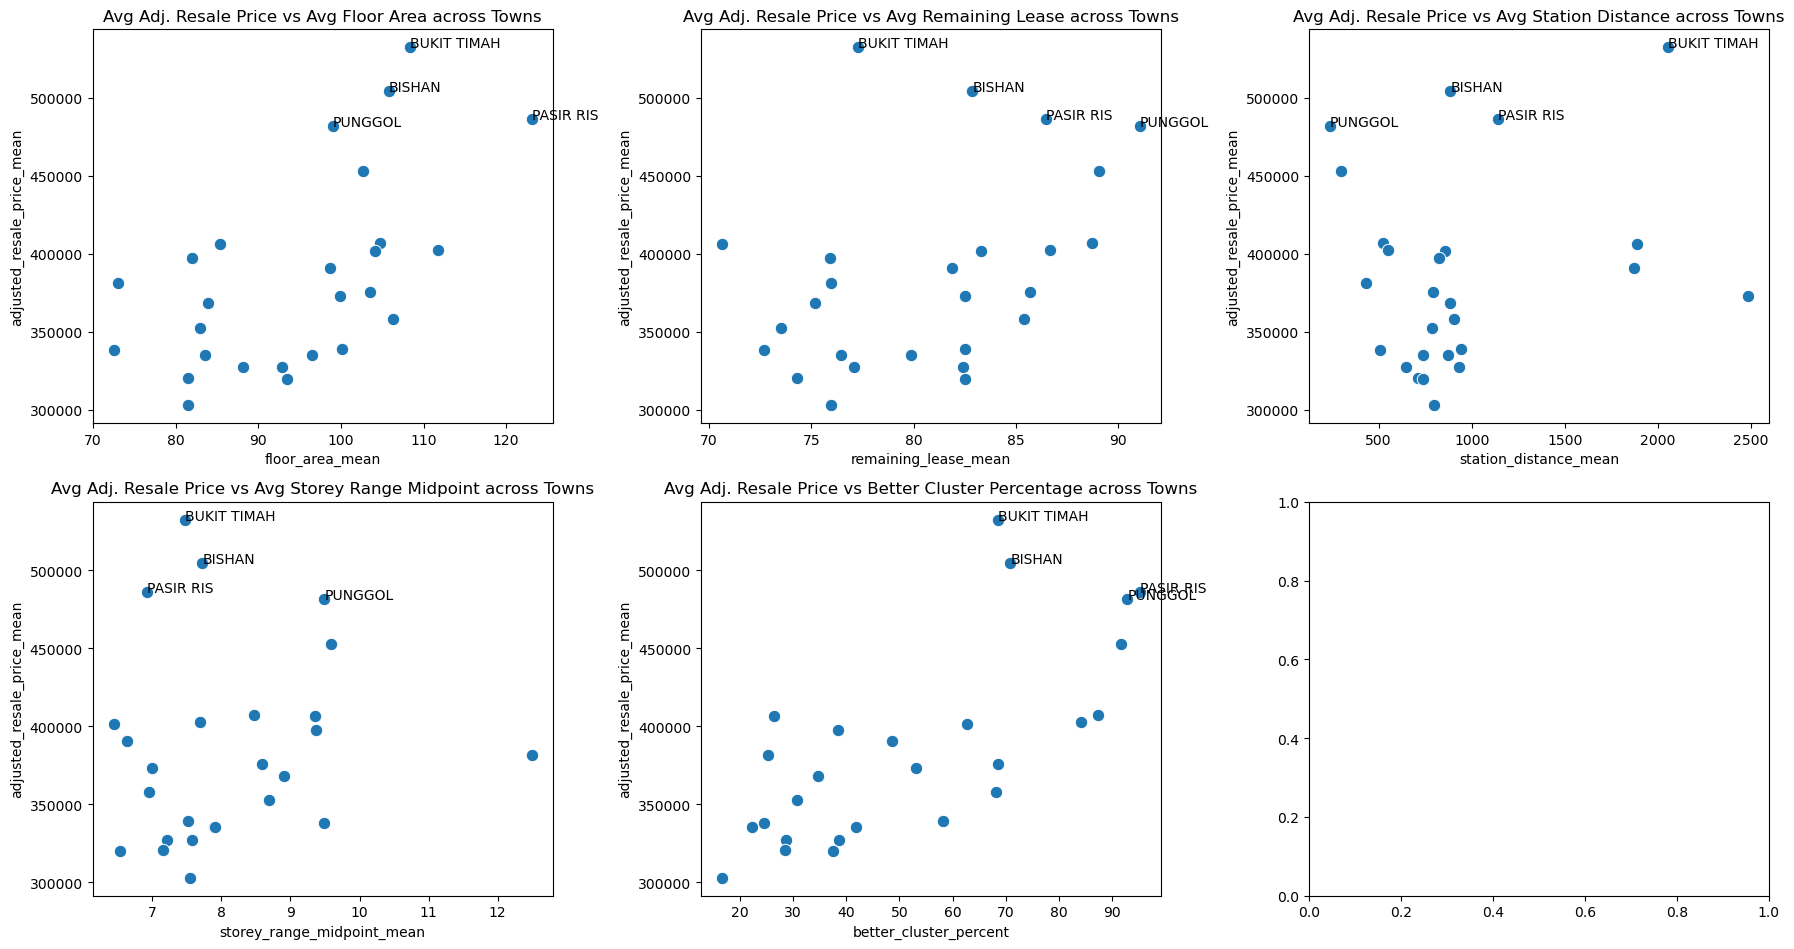 Avg Adj. Resale Price vs Avg Floor Area across Towns
adjusted_resale_price_mean
500000
450000
400000
350000
300000
BUKIT TIMAH
BISHAN
PASIR RIS
PUNGGOL
70 80 90 100 110 120
floor_area_mean
Avg Adj. Resale Price vs Avg Remaining Lease across Towns
adjusted_resale_price_mean
500000
450000
400000
350000
300000
BUKIT TIMAH
BISHAN
PASIR RIS
PUNGGOL
70 75 80 85 90
remaining_lease_mean
Avg Adj. Resale Price vs Avg Station Distance across Towns
adjusted_resale_price_mean
500000
450000
400000
350000
300000
BUKIT TIMAH
BISHAN
PASIR RIS
PUNGGOL
500 1000 1500 2000 2500
station_distance_mean
Avg Adj. Resale Price vs Avg Storey Range Midpoint across Towns
adjusted_resale_price_mean
500000
450000
400000
350000
300000
BUKIT TIMAH
BISHAN
PASIR RIS
PUNGGOL
7 8 9 10 11 12
storey_range_midpoint_mean
Avg Adj. Resale Price vs Better Cluster Percentage across Towns
adjusted_resale_price_mean
500000
450000
400000
350000
300000
BUKIT TIMAH
BISHAN
PASIR RIS
PUNGGOL
20 30 40 50 60 70 80 90
better_cluster_percent
1.0
0.8
0.6
0.4
0.2
0.0
0.0 0.2 0.4 0.6 0.8 1.0